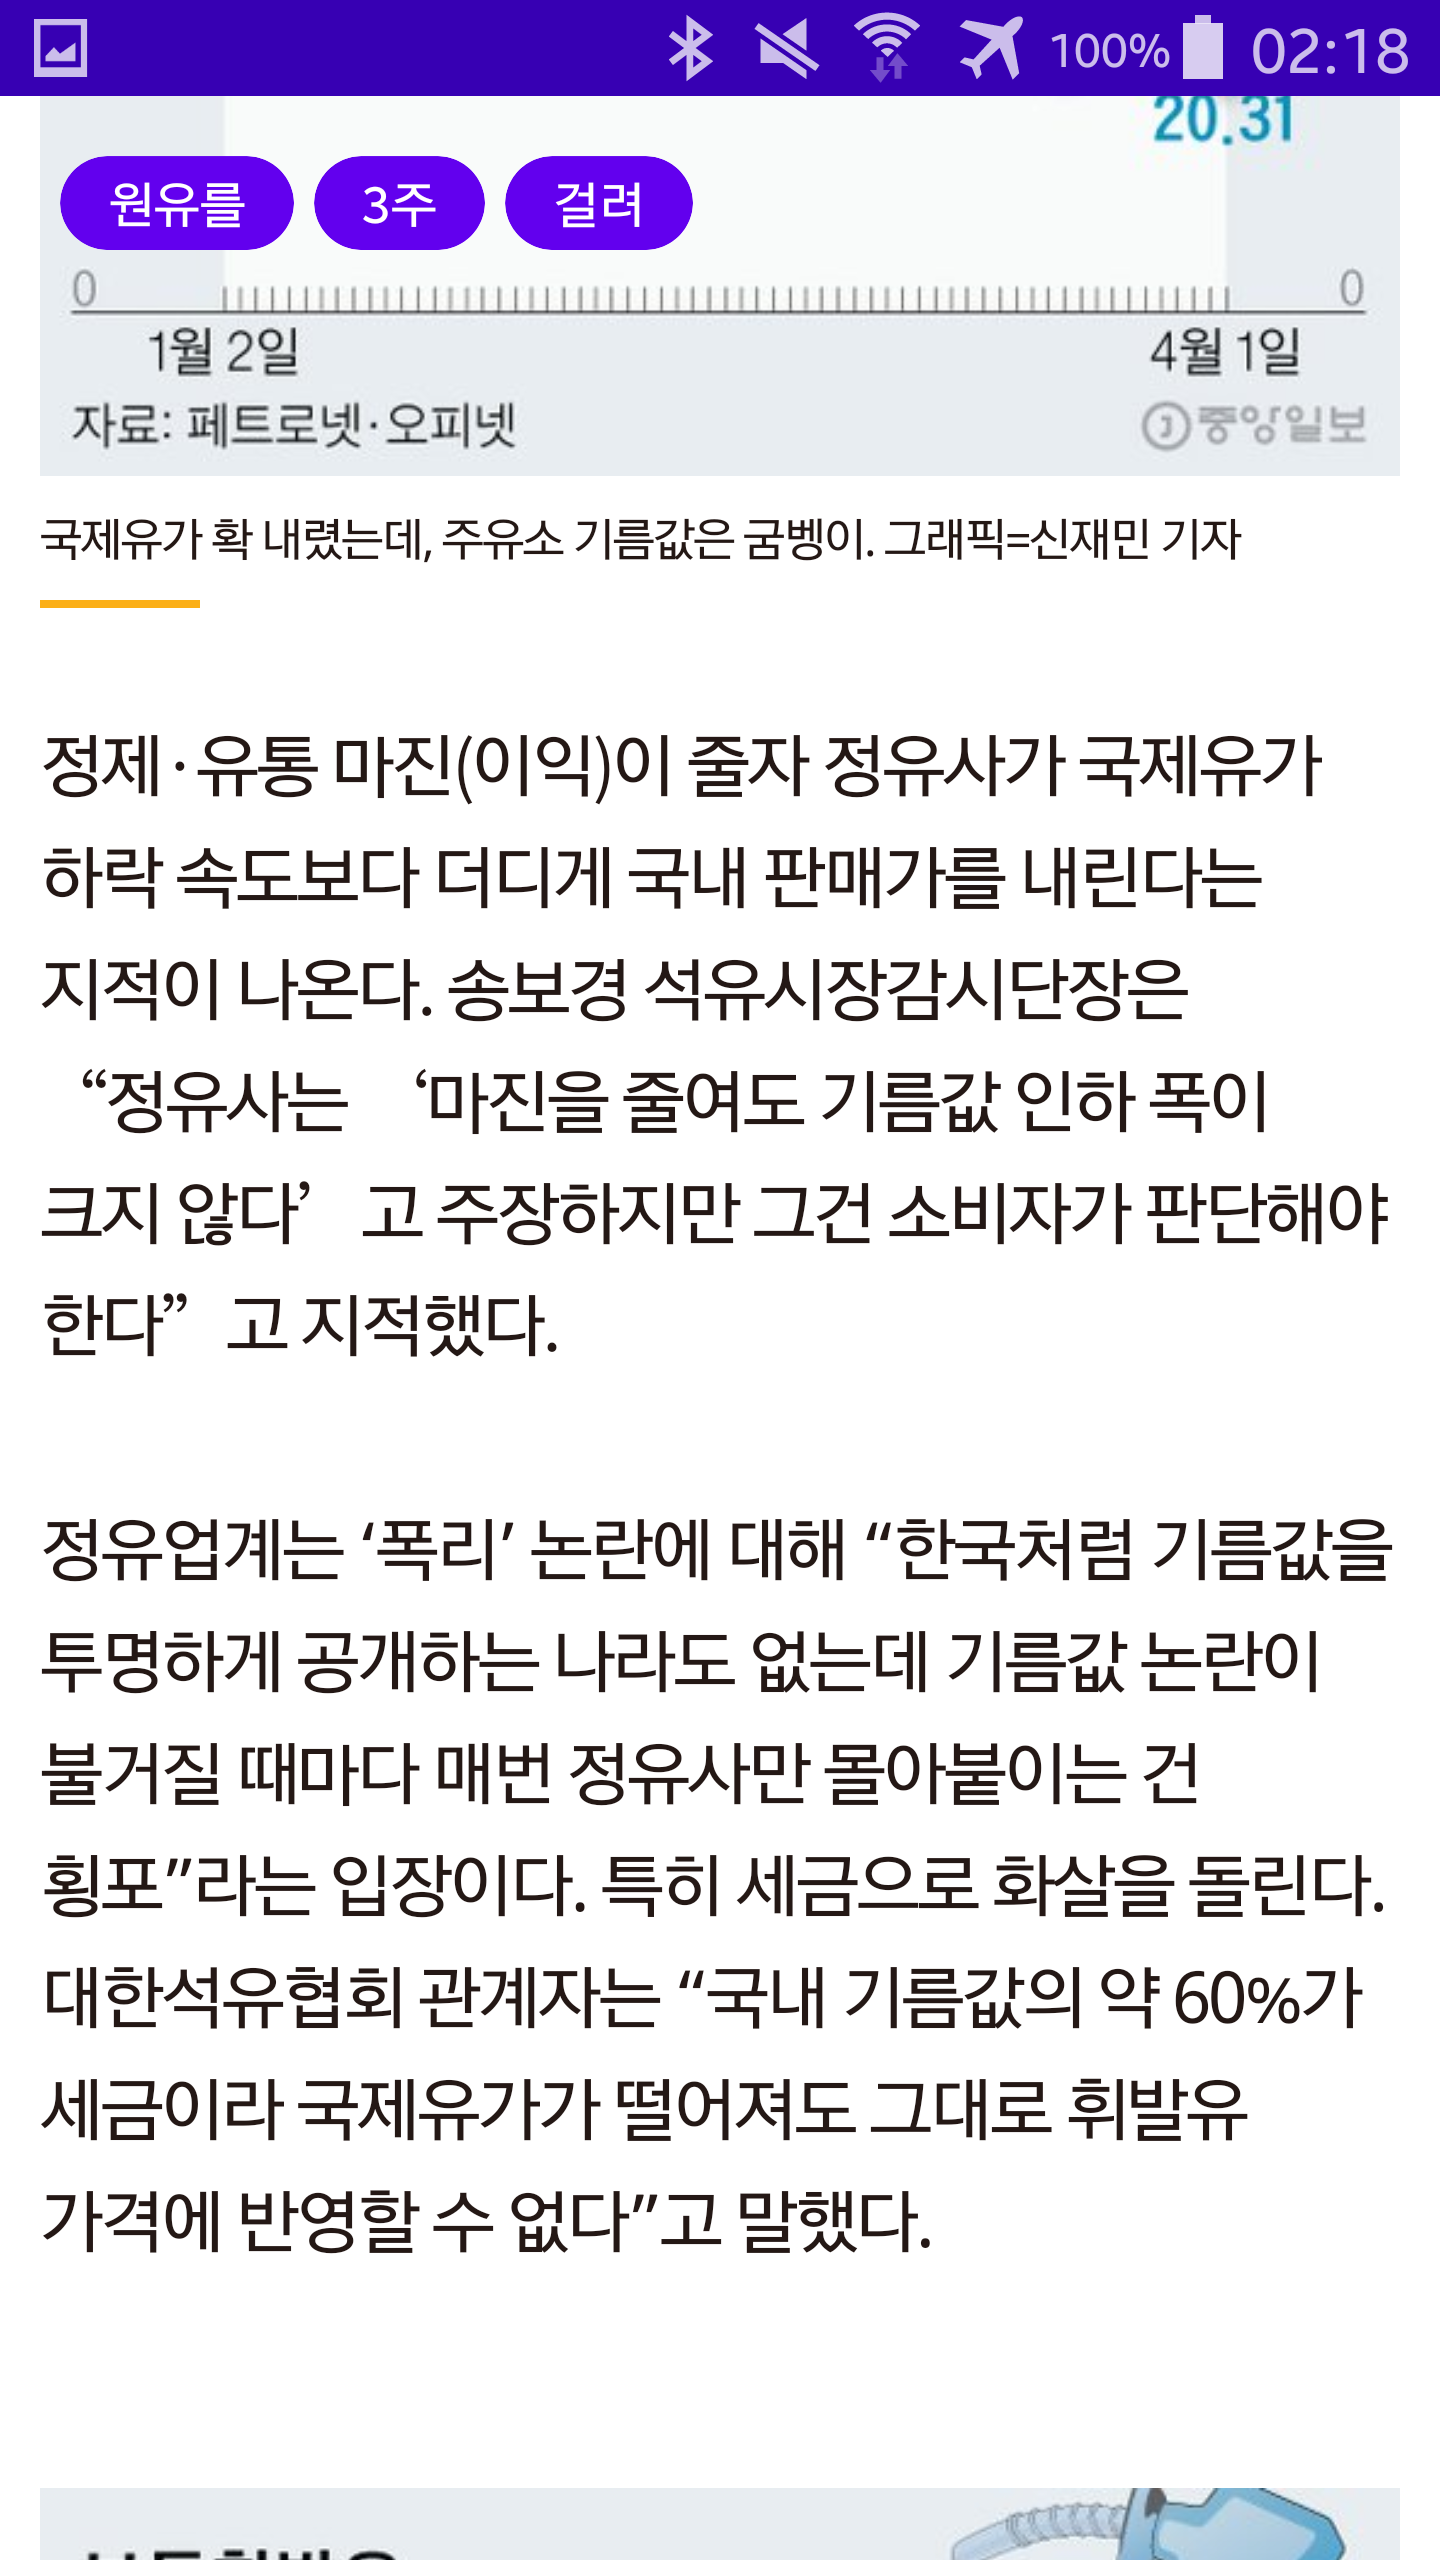 100% 02:18
20.31
원유를 3주 걸려
0 0
1월 2일 4월 1일
자료: 페트로넷·오피넷 중앙일보
국제유가 확 내렸는데, 주유소 기름값은 굼벵이. 그래픽=신재민 기자
정제·유통 마진(이익)이 줄자 정유사가 국제유가
하락 속도보다 더디게 국내 판매가를 내린다는
지적이 나온다. 송보경 석유시장감시단장은
“정유사는 ‘마진을 줄여도 기름값 인하 폭이
크지 않다’ 고 주장하지만 그건 소비자가 판단해야
한다” 고 지적했다.
정유업계는 ‘폭리’ 논란에 대해 “한국처럼 기름값을
투명하게 공개하는 나라도 없는데 기름값 논란이
불거질 때마다 매번 정유사만 몰아붙이는 건
횡포”라는 입장이다. 특히 세금으로 화살을 돌린다.
대한석유협회 관계자는 “국내 기름값의 약 60%가
세금이라 국제유가가 떨어져도 그대로 휘발유
가격에 반영할 수 없다”고 말했다.